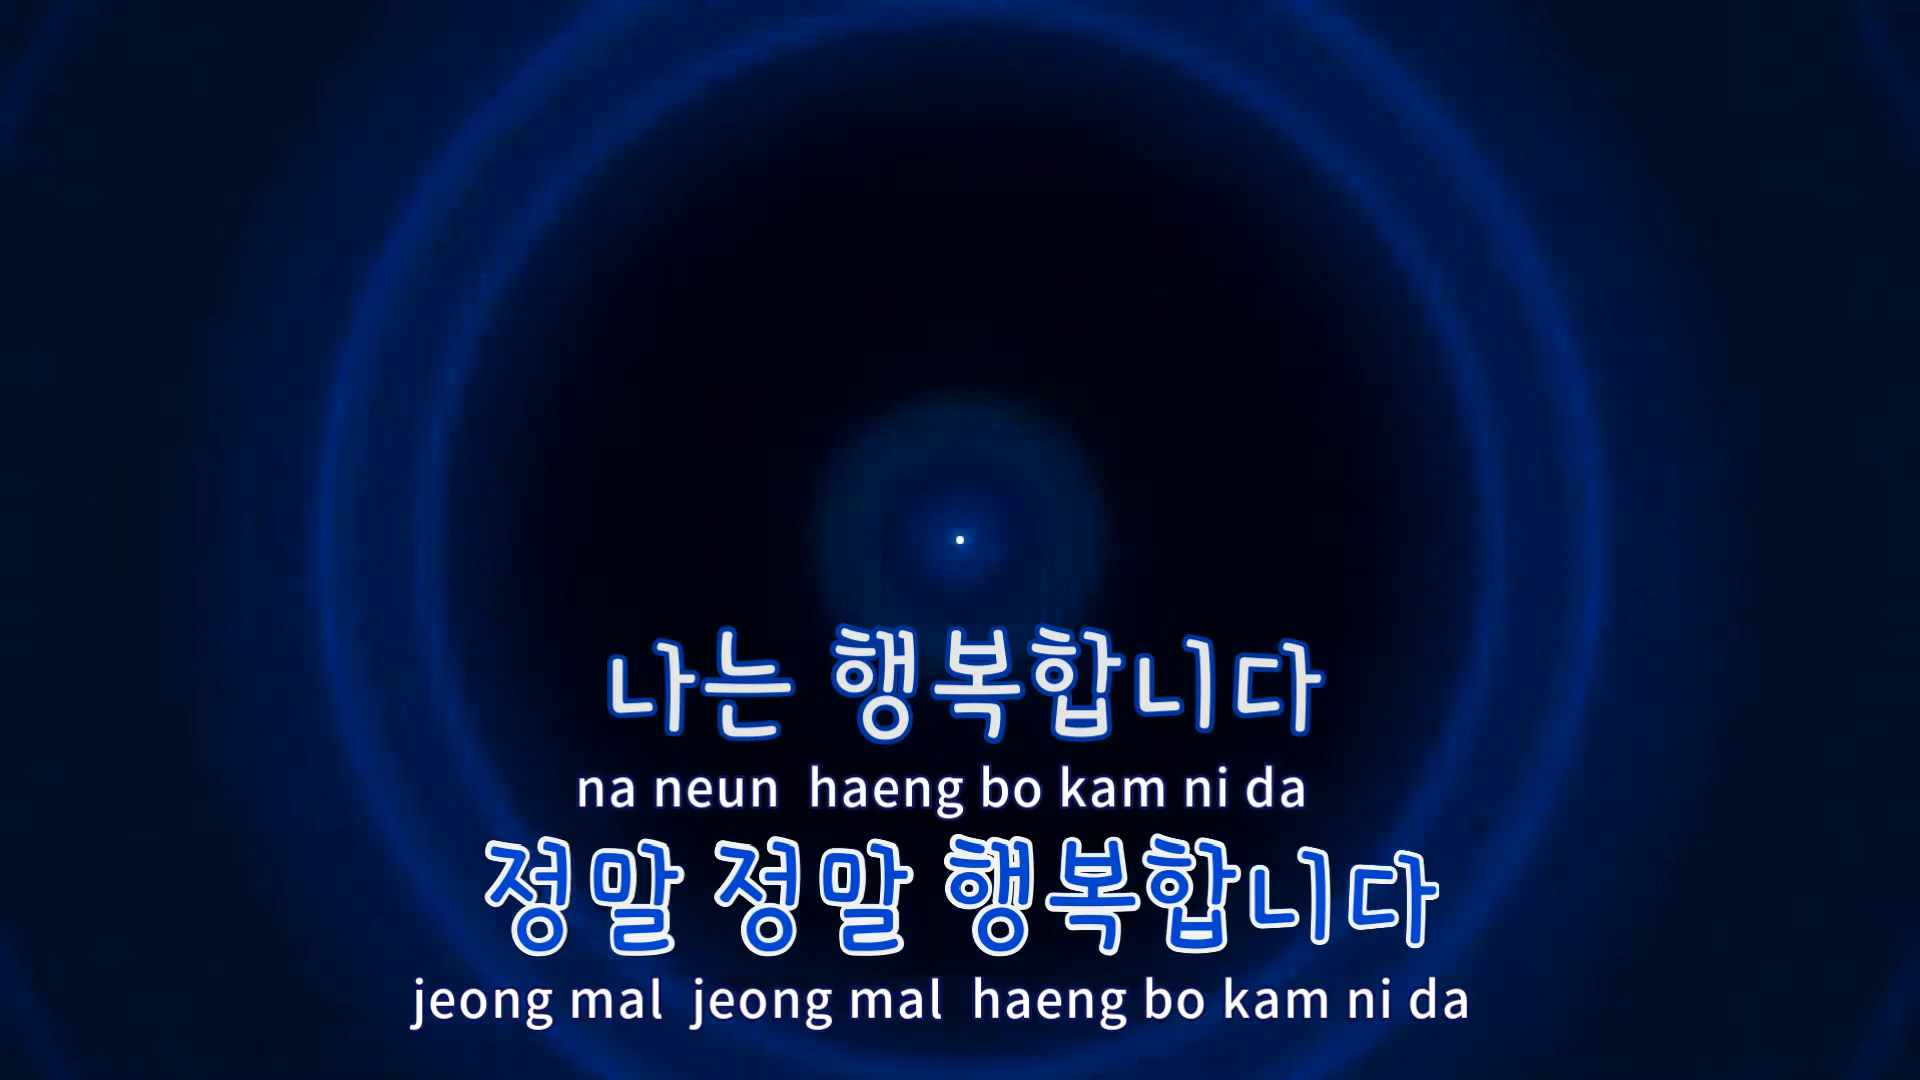 나는 행복합니다
na neun haeng bo kam ni da
정말 정말 행복합니다
jeong mal jeong mal haeng bo kam ni da